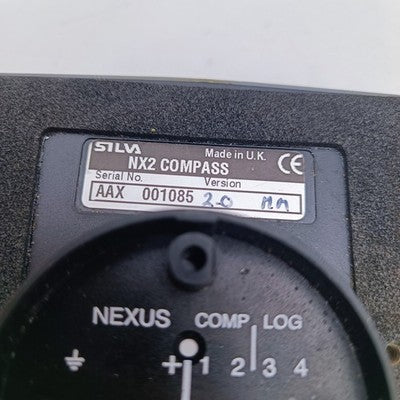 SILVA Made in U.K.
NX2 COMPASS CE
Serial No. Version
AAX 001085 2.0 MM
NEXUS COMP LOG
+ 1 2 3 4